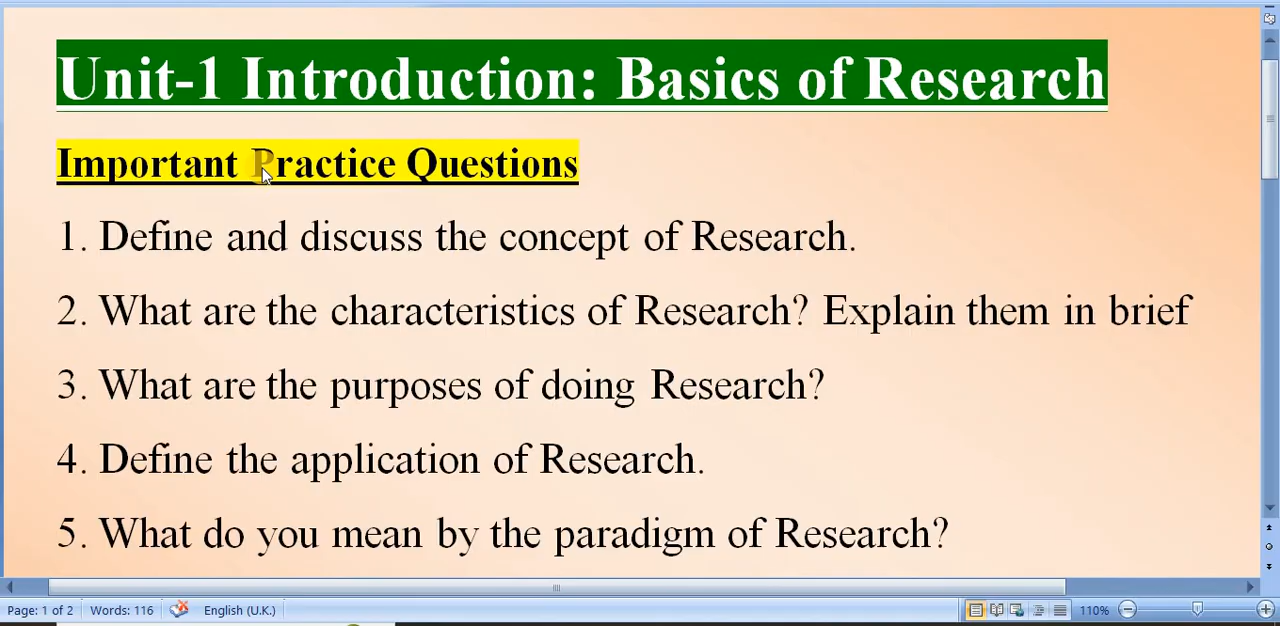 Unit-1 Introduction: Basics of Research
Important Practice Questions
1. Define and discuss the concept of Research.
2. What are the characteristics of Research? Explain them in brief
3. What are the purposes of doing Research?
4. Define the application of Research.
5. What do you mean by the paradigm of Research?
Page: 1 of 2 Words: 116 English (U.K.) 110%